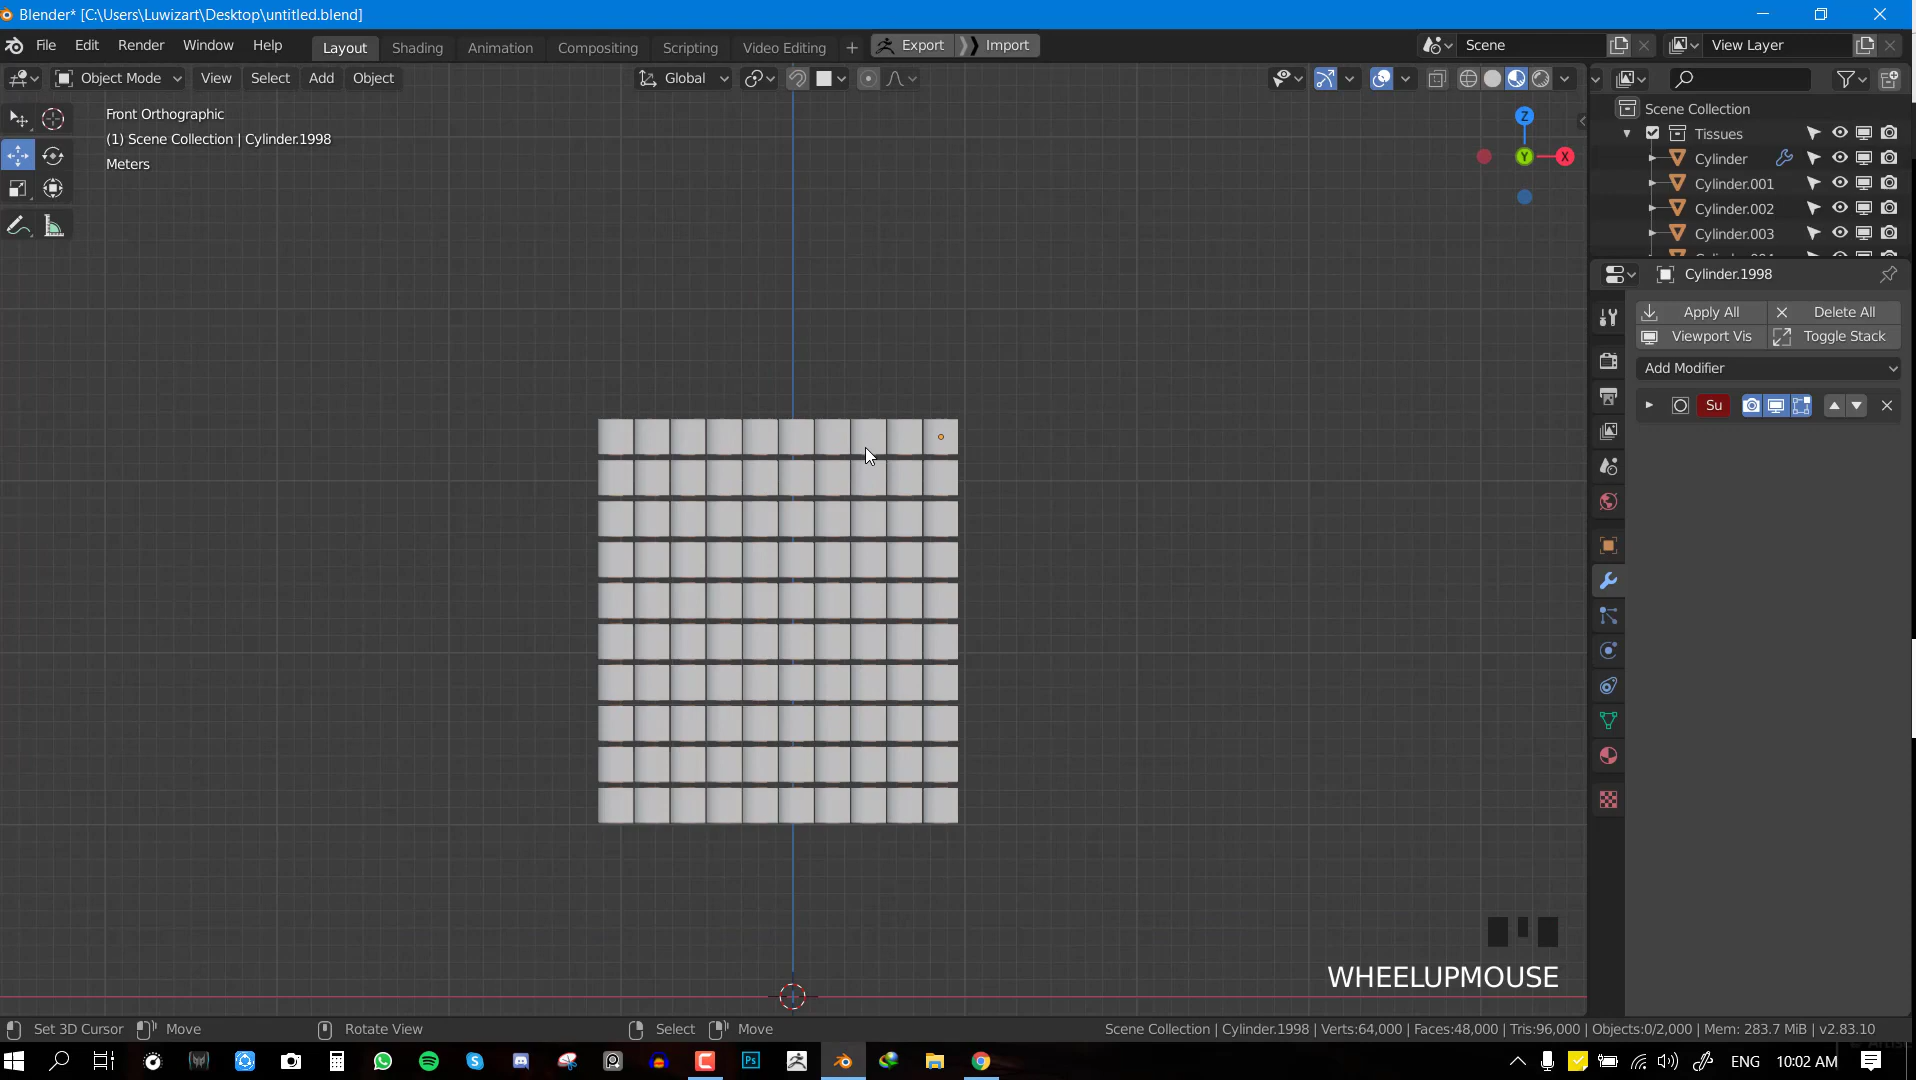 Blender* [C:\Users\Luwizart\Desktop\untitled.blend]
File Edit Render Window Help Layout Shading Animation Compositing Scripting Video Editing + Export Import Scene View Layer
Object Mode View Select Add Object Global
Front Orthographic
(1) Scene Collection | Cylinder.1998
Meters
Z
Y
X
Scene Collection
Tissues
Cylinder
Cylinder.001
Cylinder.002
Cylinder.003
Cylinder.1998
Apply All Delete All
Viewport Vis Toggle Stack
Add Modifier
Su
WHEELUPMOUSE
Set 3D Cursor Move Rotate View Select Move Scene Collection | Cylinder.1998 | Verts:64,000 | Faces:48,000 | Tris:96,000 | Objects:0/2,000 | Mem: 283.7 MiB | v2.83.10
Ps ENG 10:02 AM